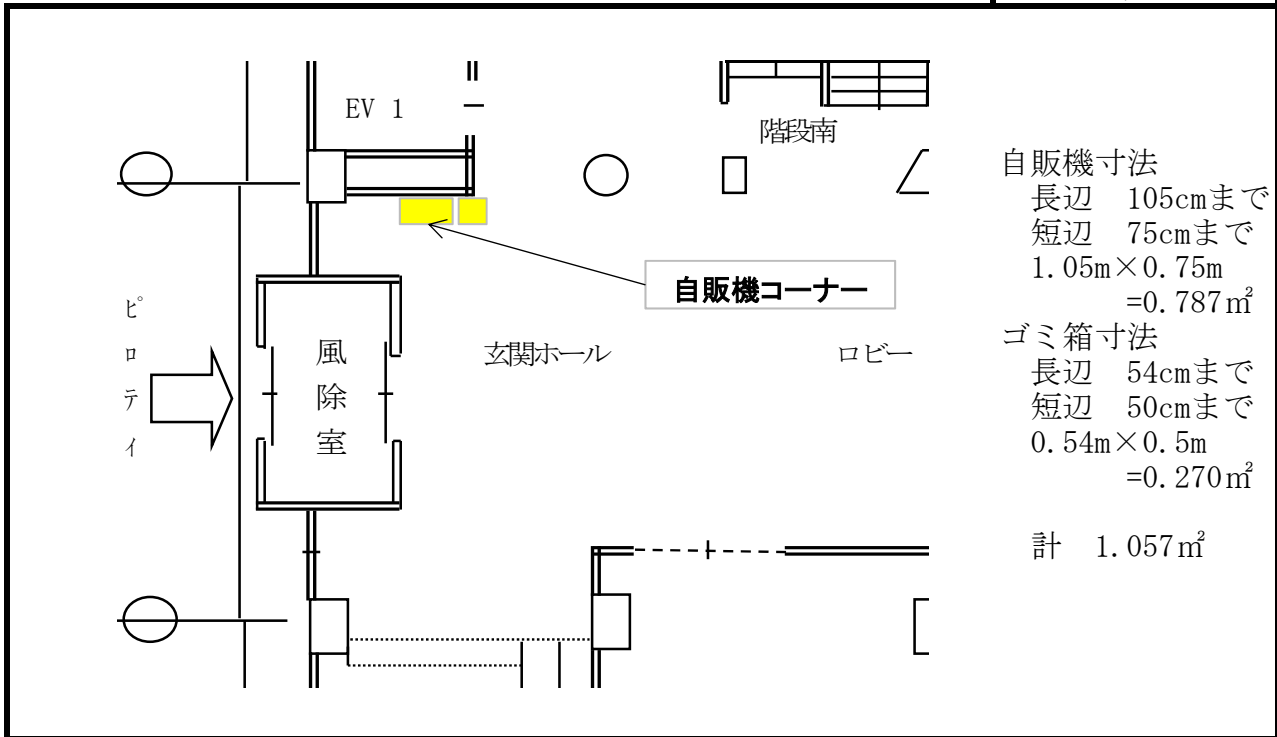 EV 1
階段南
自販機コーナー
ピロテイ
風除室
玄関ホール
ロビー
自販機寸法
長辺 105cmまで
短辺 75cmまで
1.05m×0.75m
=0.787㎡
ゴミ箱寸法
長辺 54cmまで
短辺 50cmまで
0.54m×0.5m
=0.270㎡
計 1.057㎡